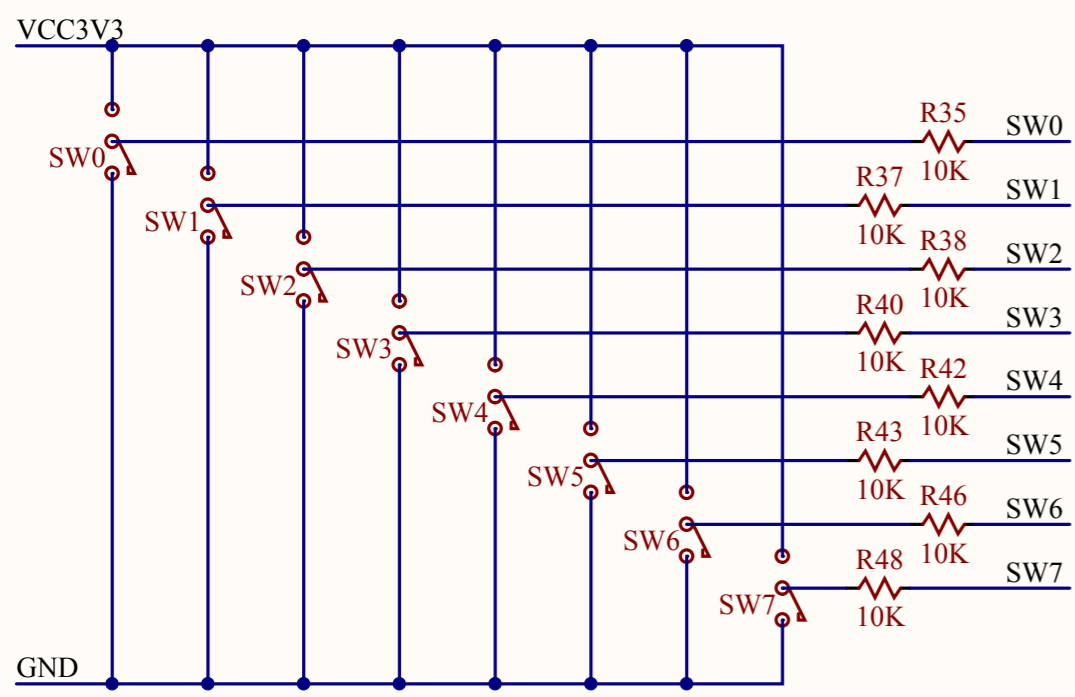 VCC3V3
R35
SW0
SW0
10K
R37
SW1
SW1
10K
R38
SW2
SW2
10K
R40
SW3
SW3
10K
R42
SW4
SW4
10K
R43
SW5
SW5
10K
R46
SW6
SW6
10K
R48
SW7
SW7
10K
GND